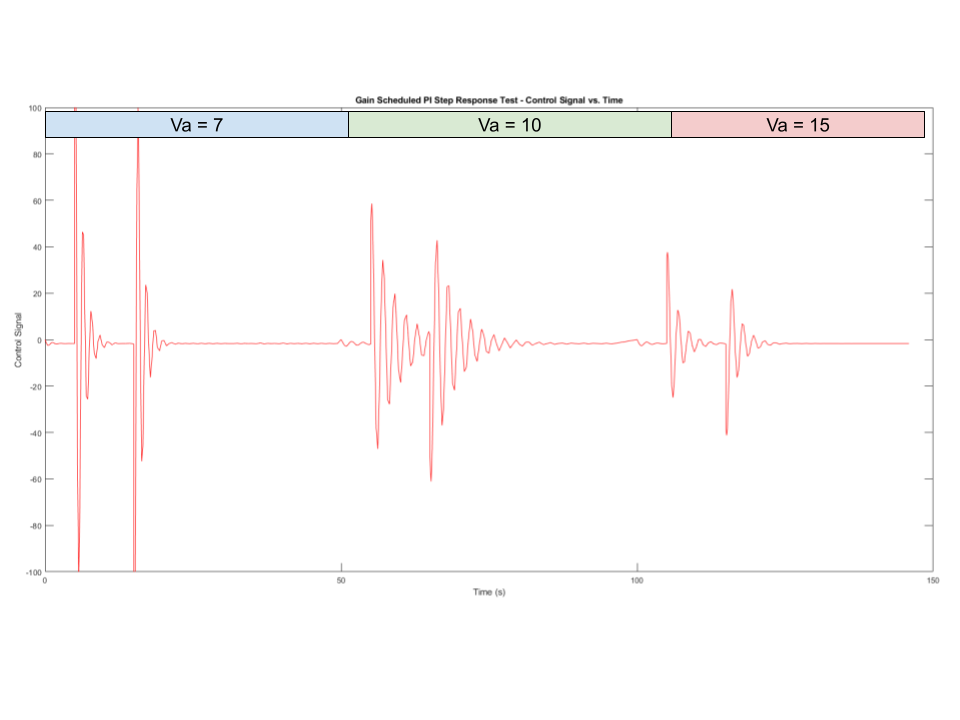 Gain Scheduled PI Step Response Test - Control Signal vs. Time
Va = 7
Va = 10
Va = 15
100
80
60
40
20
0
-20
-40
-60
-80
-100
Control Signal
0
50
100
150
Time (s)